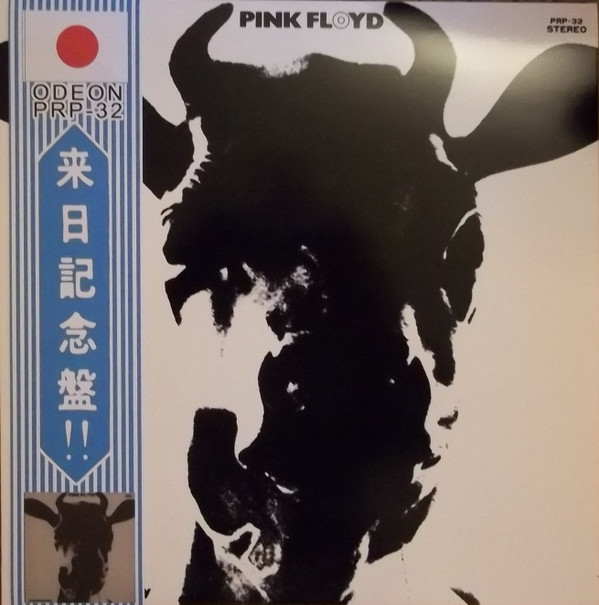 PINK FLOYD
PRP-32
STEREO
ODEON
PRP-32
来日記念盤!!